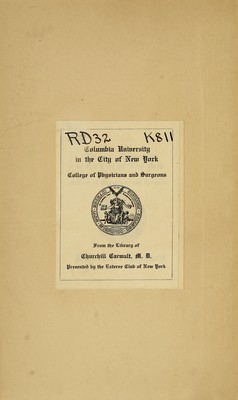 RD32 K811
Columbia University
in the City of New York
College of Physicians and Surgeons
From the Library of
Churchill Carmalt, M. D.
Presented by the Interne Club of New York